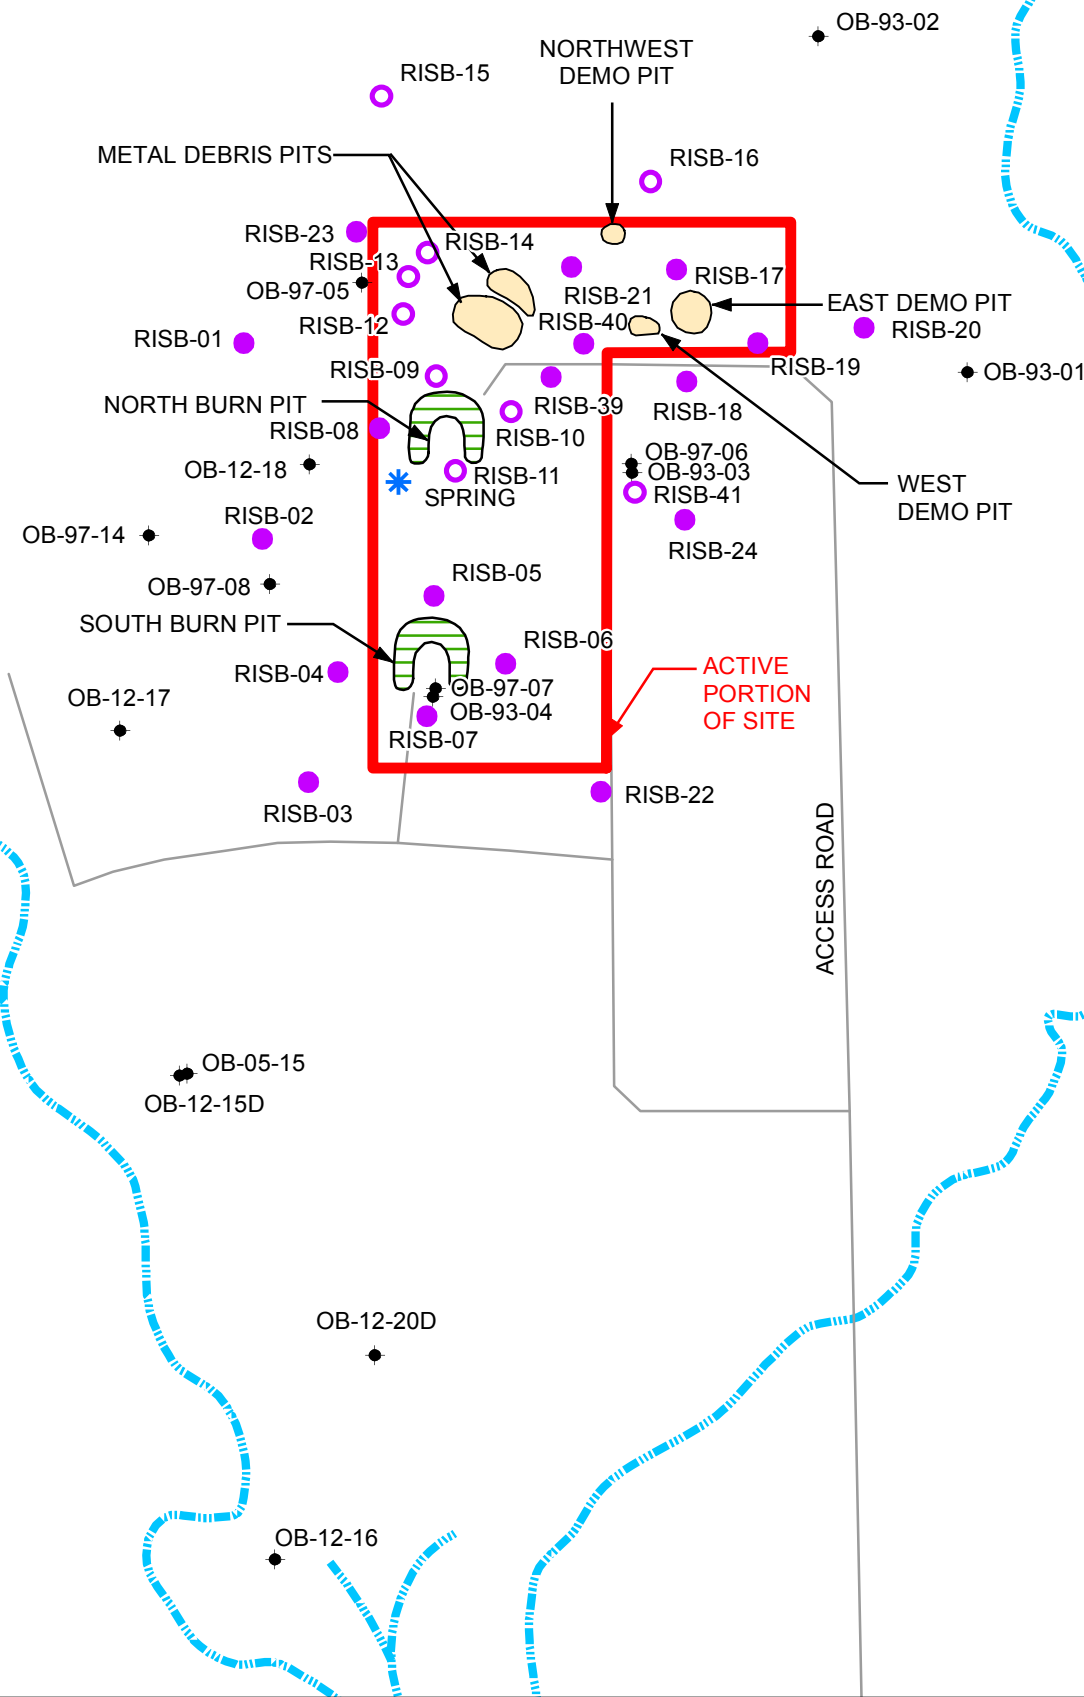 OB-93-02
NORTHWEST
DEMO PIT
RISB-15
METAL DEBRIS PITS
RISB-16
RISB-23
RISB-14
RISB-13
RISB-17
OB-97-05
RISB-21
EAST DEMO PIT
RISB-12
RISB-40
RISB-20
RISB-01
RISB-09
RISB-19
OB-93-01
NORTH BURN PIT
RISB-39
RISB-18
RISB-08
RISB-10
OB-97-06
OB-12-18
RISB-11
OB-93-03
SPRING
RISB-41
WEST
DEMO PIT
RISB-02
OB-97-14
RISB-24
RISB-05
OB-97-08
SOUTH BURN PIT
RISB-06
RISB-04
ACTIVE
PORTION
OF SITE
OB-97-07
OB-12-17
OB-93-04
RISB-07
RISB-22
RISB-03
ACCESS ROAD
OB-05-15
OB-12-15D
OB-12-20D
OB-12-16